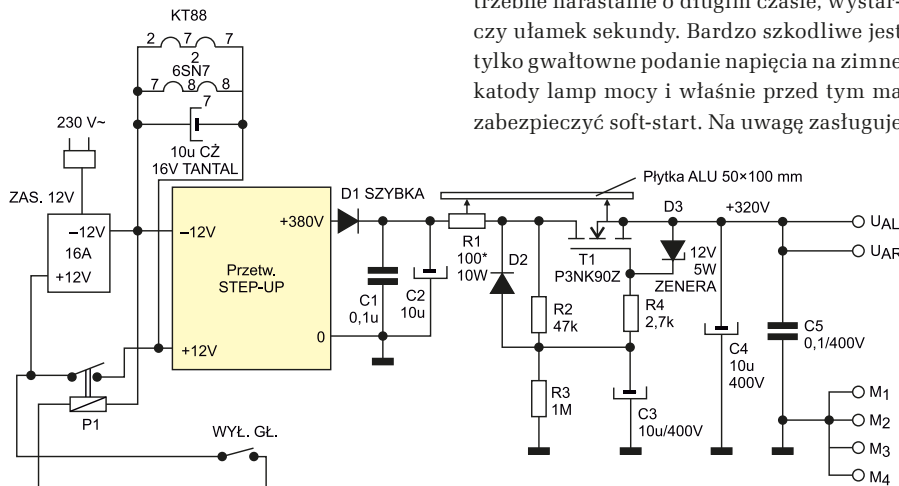 trzebne narastanie o długim czasie, wystar-
czy ułamek sekundy. Bardzo szkodliwe jest
tylko gwałtowne podanie napięcia na zimne
katody lamp mocy i właśnie przed tym ma
zabezpieczyć soft-start. Na uwagę zasługuje
KT88
2 7 7
2
6SN7
7 8 8
7
10u CŻ
16V TANTAL
230 V~
ZAS. 12V
–12V
16A
+12V
–12V
+380V
Przetw.
STEP-UP
0
+12V
D1 SZYBKA
C1
0,1u
C2
10u
R1
100*
10W
D2
R2
47k
R3
1M
T1
P3NK90Z
Płytka ALU 50×100 mm
D3
12V
5W
ZENERA
R4
2,7k
C3
10u/400V
+320V
C4
10u
400V
C5
0,1/400V
UAL
UAR
M1
M2
M3
M4
P1
WYŁ. GŁ.